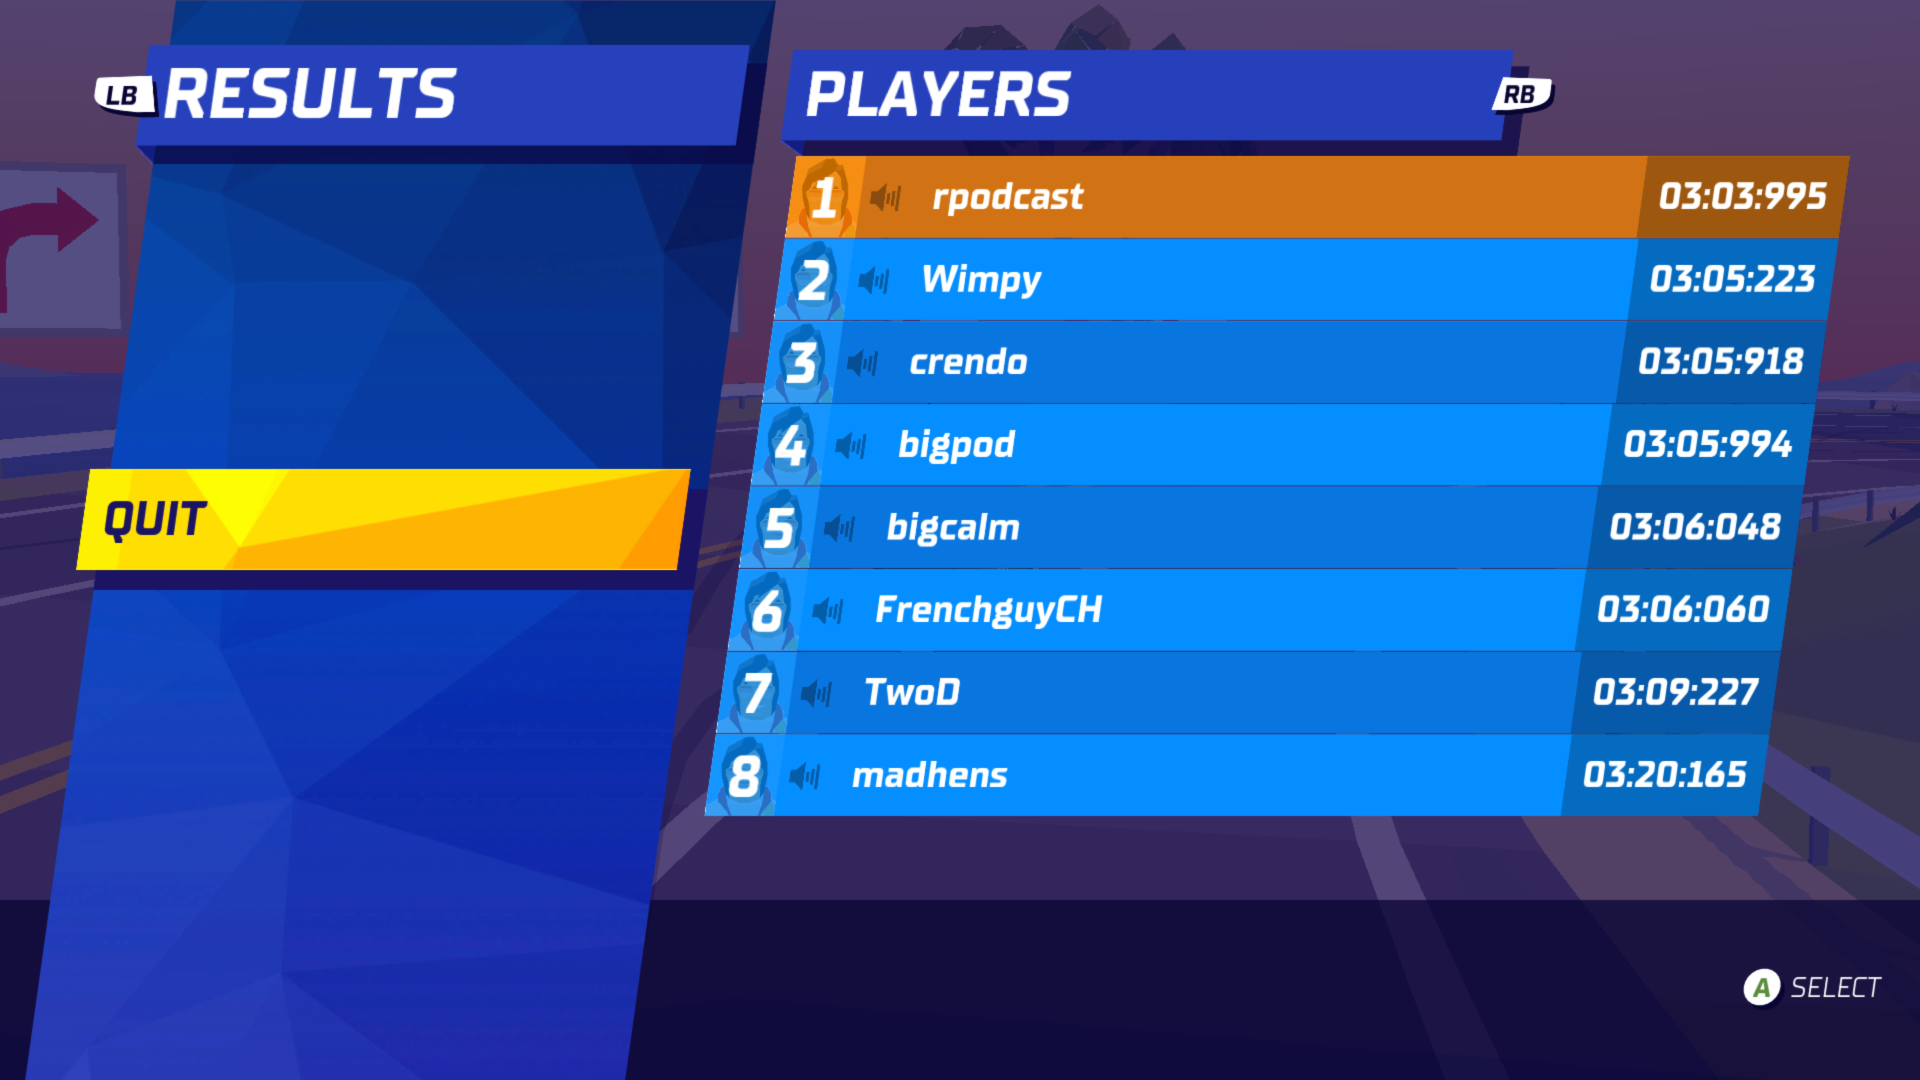 LB RESULTS
PLAYERS RB
1 rpodcast 03:03:995
2 Wimpy 03:05:223
3 crendo 03:05:918
4 bigpod 03:05:994
5 bigcalm 03:06:048
6 FrenchguyCH 03:06:060
7 TwoD 03:09:227
8 madhens 03:20:165
QUIT
A SELECT